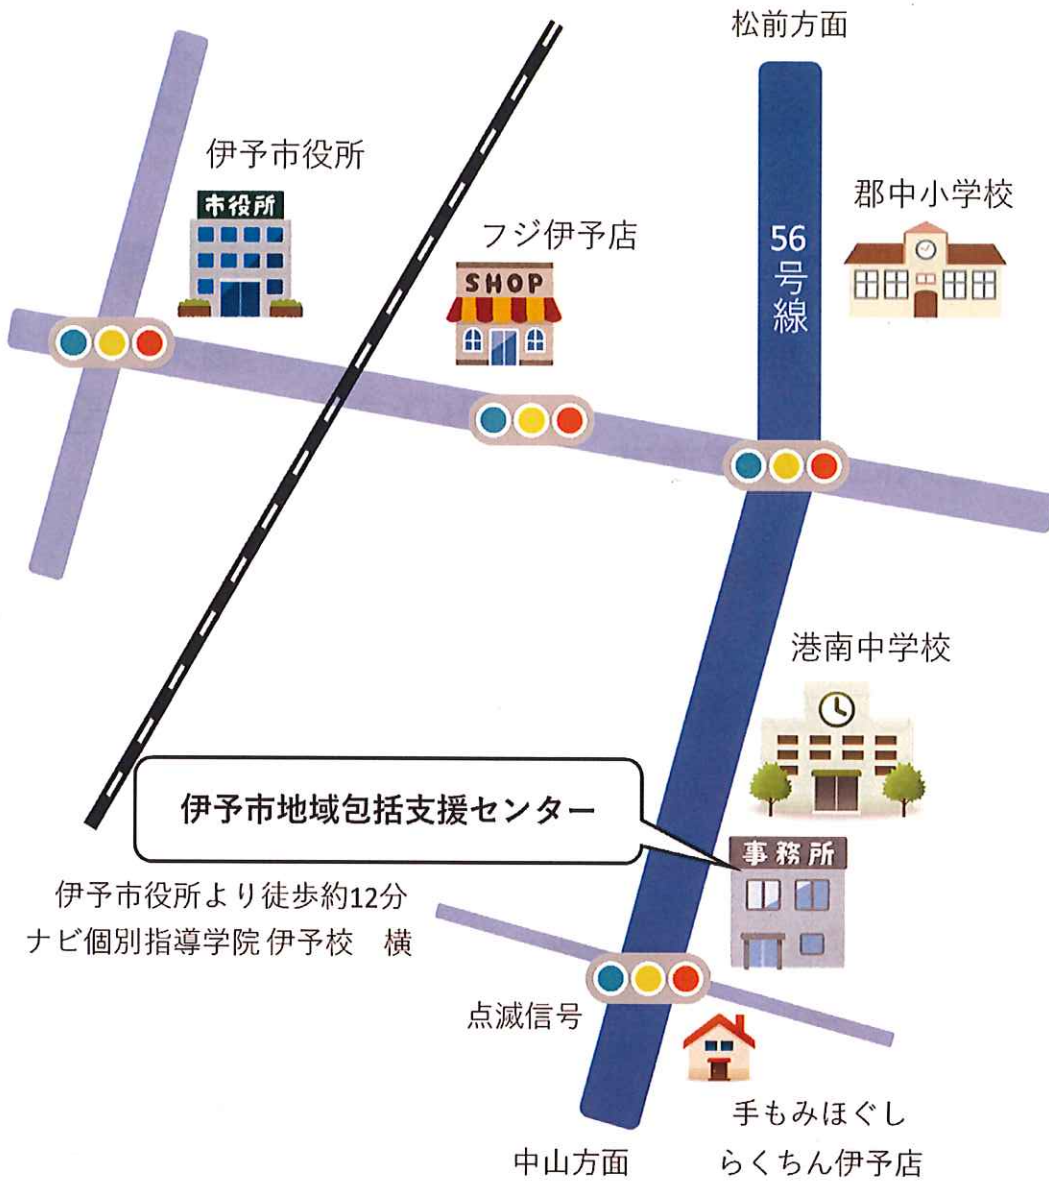 松前方面
伊予市役所
市役所
フジ伊予店
SHOP
56号線
郡中小学校
港南中学校
伊予市地域包括支援センター
事務所
伊予市役所より徒歩約12分
ナビ個別指導学院 伊予校　横
点滅信号
手もみほぐし
らくちん伊予店
中山方面